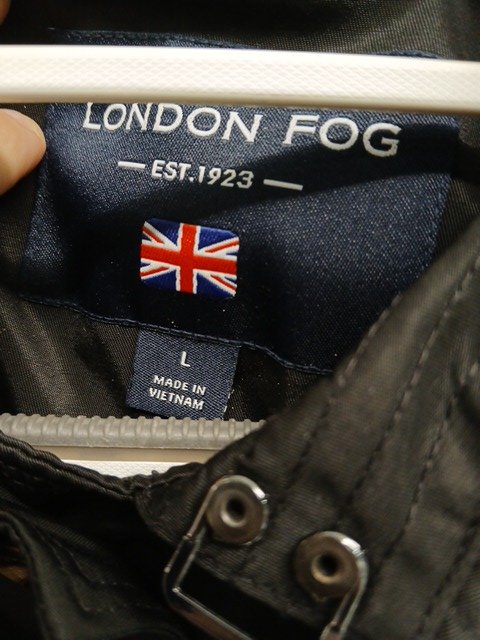 LONDON FOG
— EST.1923 —
L
MADE IN
VIETNAM